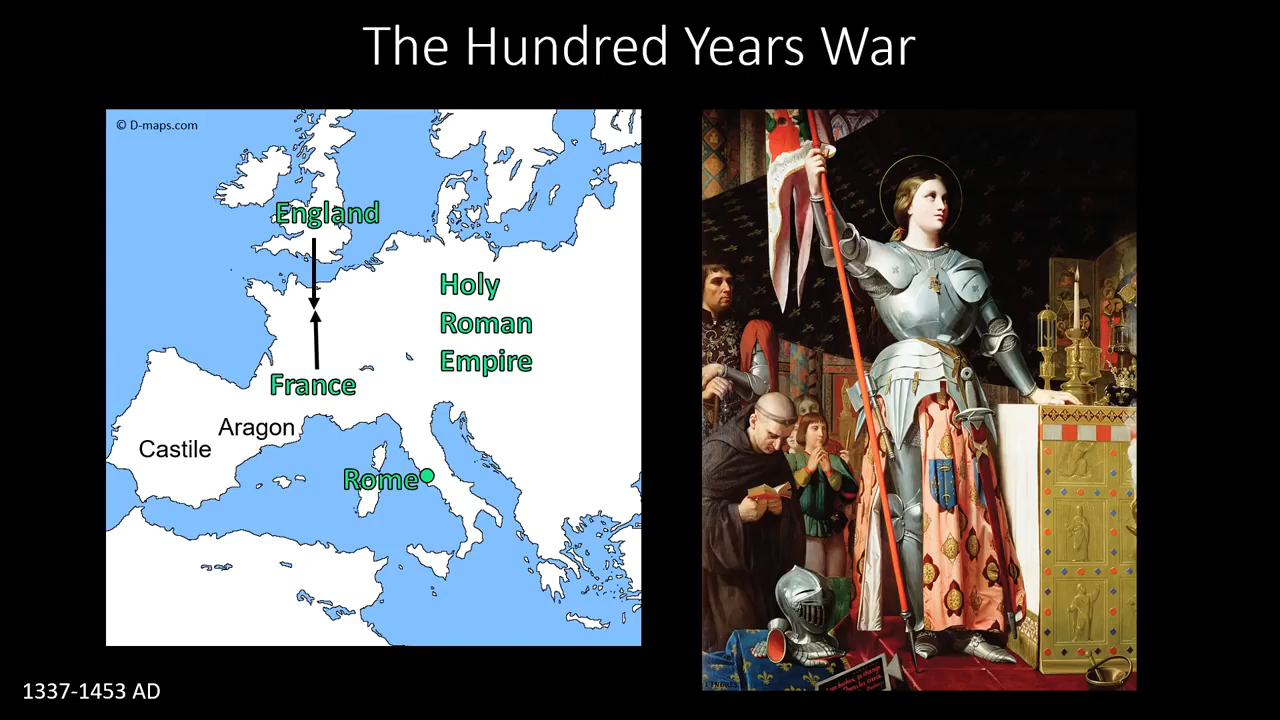 The Hundred Years War
© D-maps.com
England
Holy
Roman
Empire
France
Aragon
Castile
Rome
1337-1453 AD